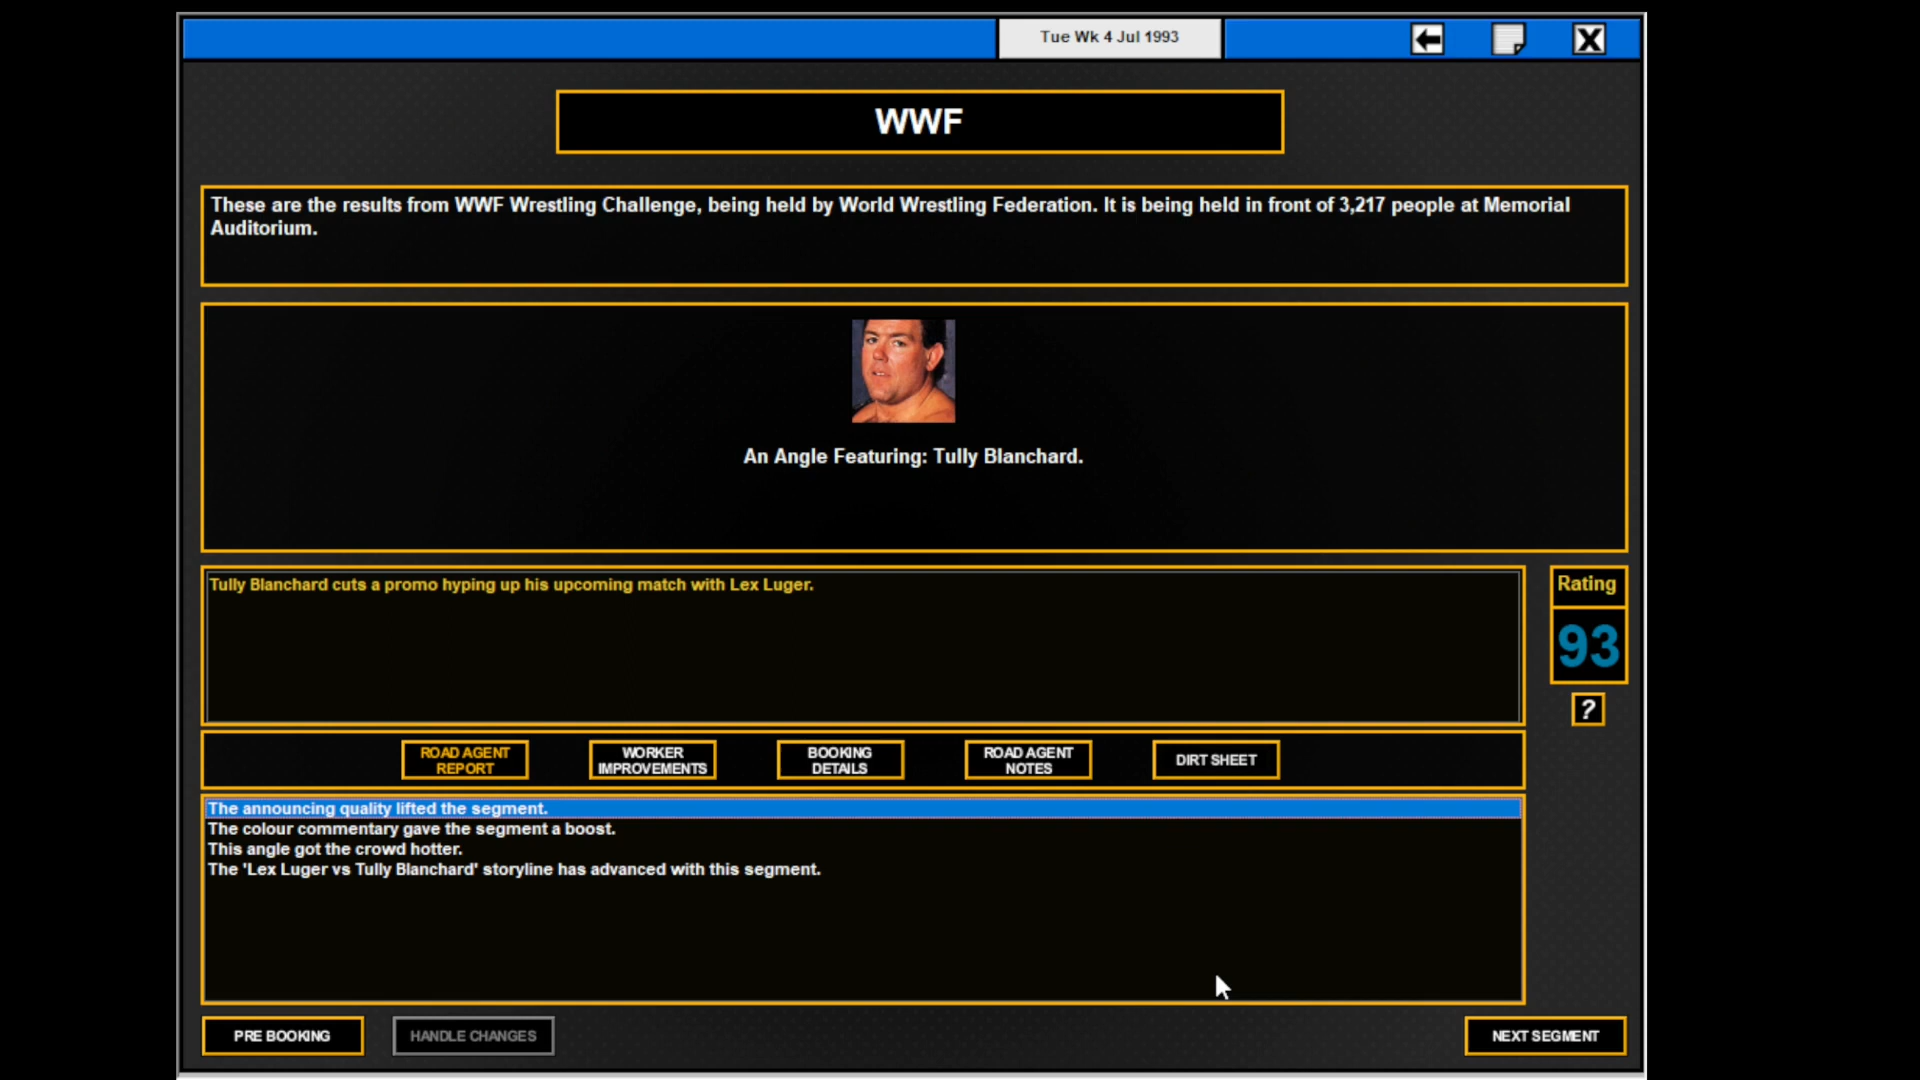 Tue Wk 4 Jul 1993
WWF
These are the results from WWF Wrestling Challenge, being held by World Wrestling Federation. It is being held in front of 3,217 people at Memorial
Auditorium.
An Angle Featuring: Tully Blanchard.
Tully Blanchard cuts a promo hyping up his upcoming match with Lex Luger.
Rating
93
?
ROAD AGENT
REPORT
WORKER
IMPROVEMENTS
BOOKING
DETAILS
ROAD AGENT
NOTES
DIRT SHEET
The announcing quality lifted the segment.
The colour commentary gave the segment a boost.
This angle got the crowd hotter.
The 'Lex Luger vs Tully Blanchard' storyline has advanced with this segment.
PRE BOOKING
HANDLE CHANGES
NEXT SEGMENT